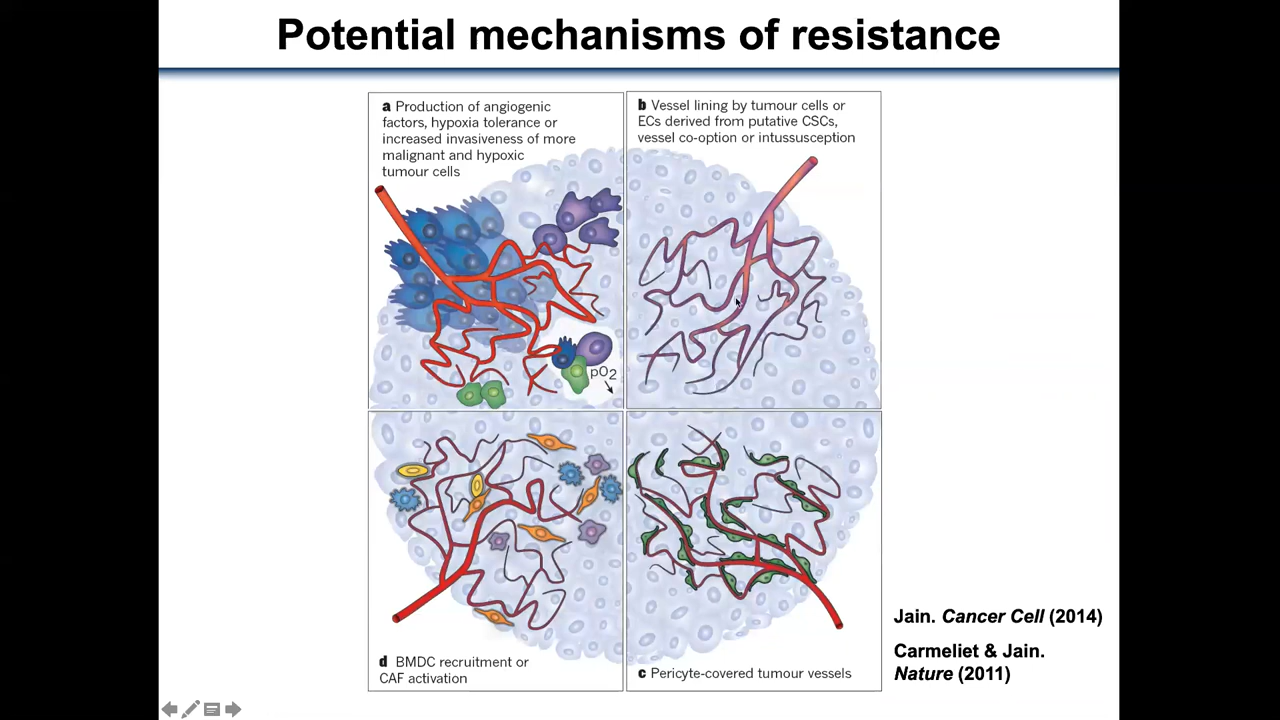 Potential mechanisms of resistance
a Production of angiogenic
factors, hypoxia tolerance or
increased invasiveness of more
malignant and hypoxic
tumour cells
b Vessel lining by tumour cells or
ECs derived from putative CSCs,
vessel co-option or intussusception
pO2
d BMDC recruitment or
CAF activation
c Pericyte-covered tumour vessels
Jain. Cancer Cell (2014)
Carmeliet & Jain.
Nature (2011)